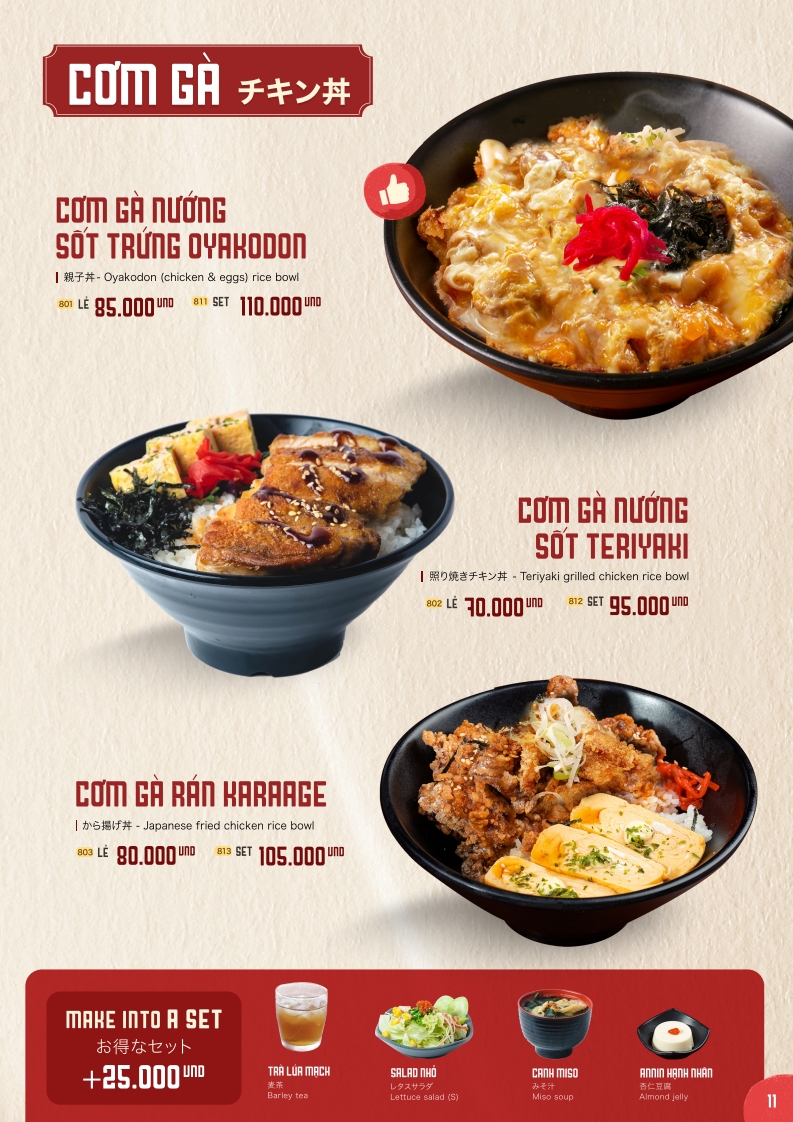 CƠM GÀ チキン丼
CƠM GÀ NƯỚNG
SỐT TRỨNG OYAKODON
親子丼- Oyakodon (chicken & eggs) rice bowl
801 LẺ 85.000 VND 811 SET 110.000 VND
CƠM GÀ NƯỚNG
SỐT TERIYAKI
照り焼きチキン丼 - Teriyaki grilled chicken rice bowl
802 LẺ 70.000 VND 812 SET 95.000 VND
CƠM GÀ RÁN KARAAGE
から揚げ丼 - Japanese fried chicken rice bowl
803 LẺ 80.000 VND 813 SET 105.000 VND
MAKE INTO A SET
お得なセット
+25.000 VND
TRÀ LÚA MẠCH
麦茶
Barley tea
SALAD NHỎ
レタスサラダ
Lettuce salad (S)
CANH MISO
みそ汁
Miso soup
ANNIN HẠNH NHÂN
杏仁豆腐
Almond jelly
11